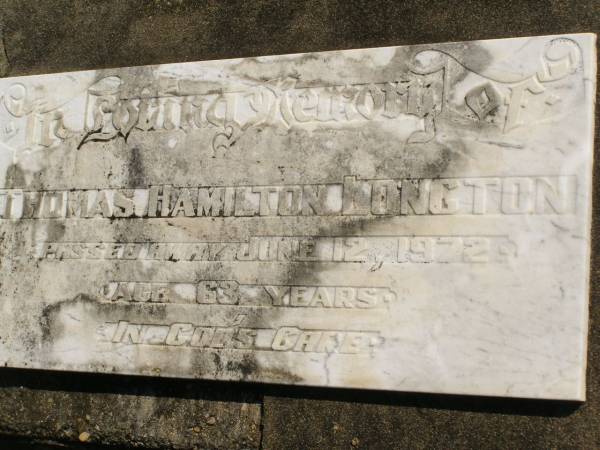 In Loving Memory of
THOMAS HAMILTON LONGTON
PASSED AWAY JUNE 12, 1972
AGE 63 YEARS
IN GOD'S CARE